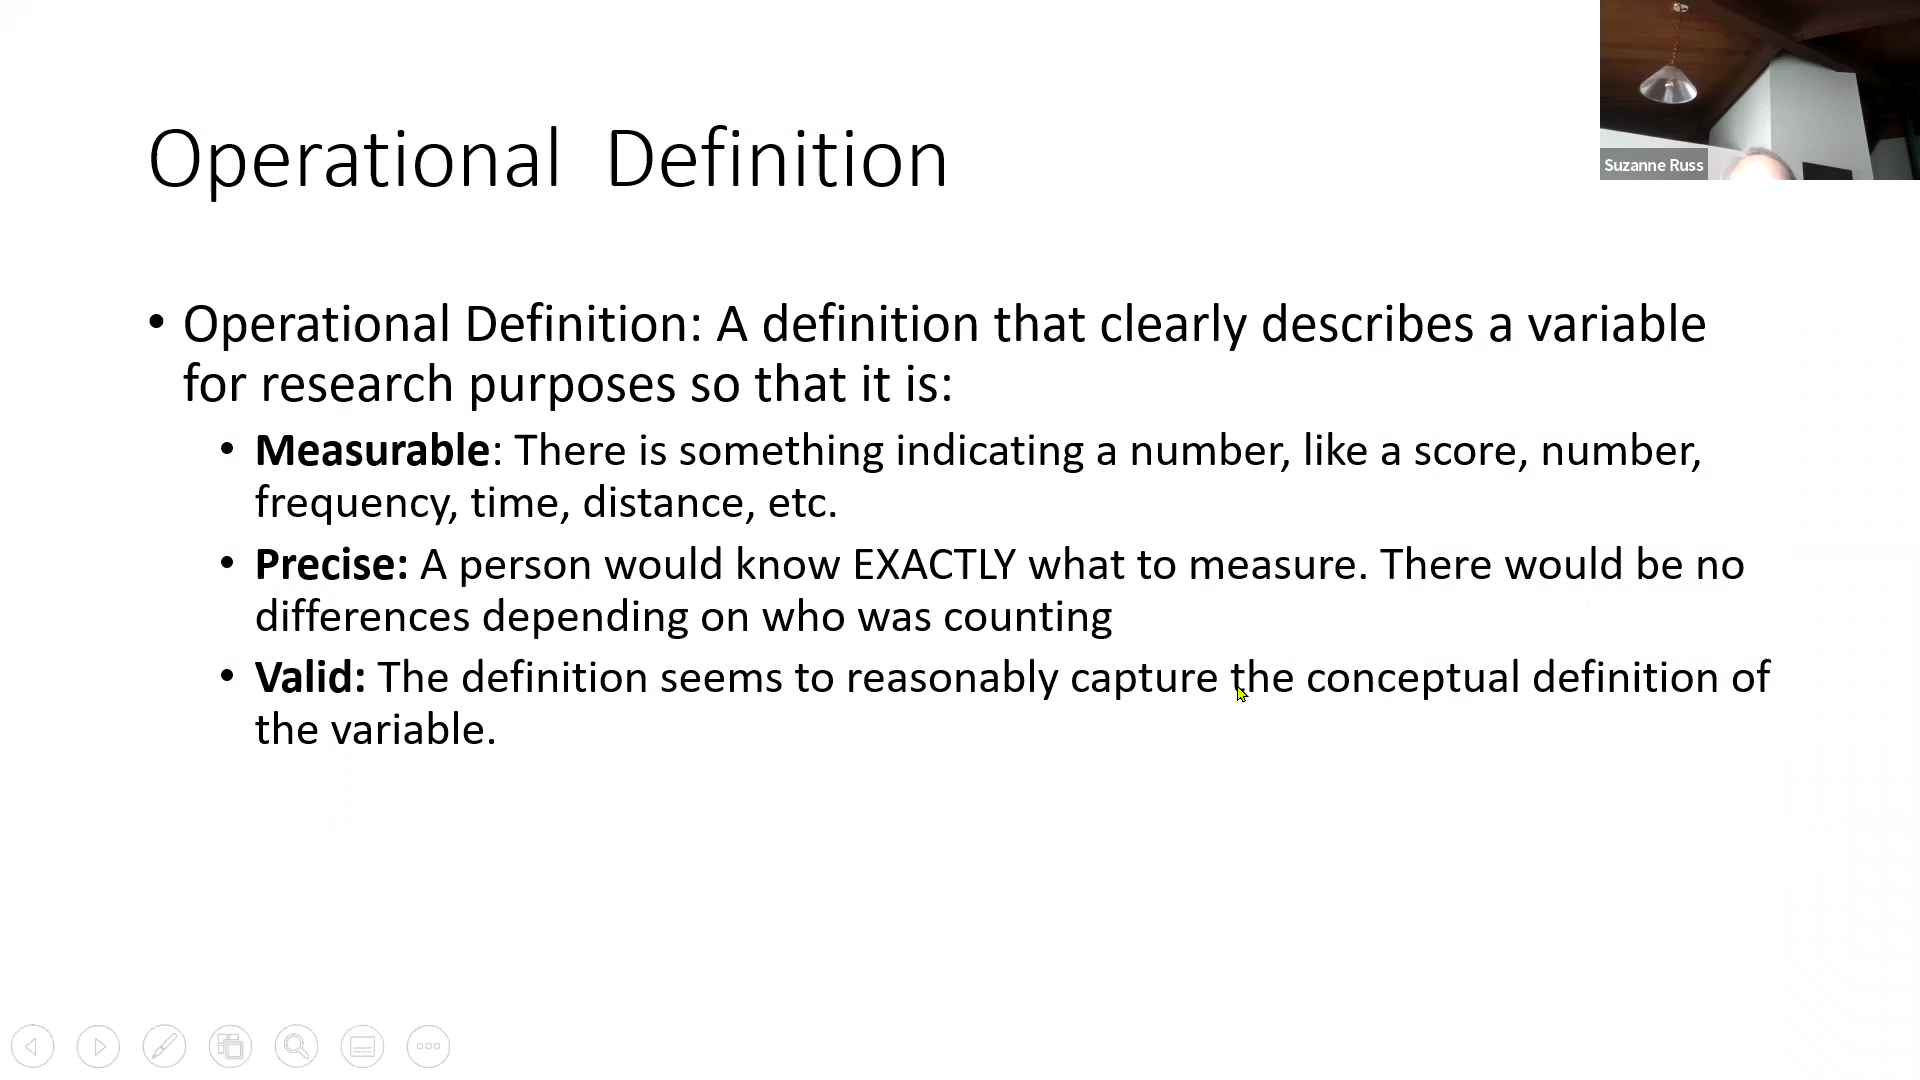 Operational Definition
Suzanne Russ
• Operational Definition: A definition that clearly describes a variable
for research purposes so that it is:
• Measurable: There is something indicating a number, like a score, number,
frequency, time, distance, etc.
• Precise: A person would know EXACTLY what to measure. There would be no
differences depending on who was counting
• Valid: The definition seems to reasonably capture the conceptual definition of
the variable.